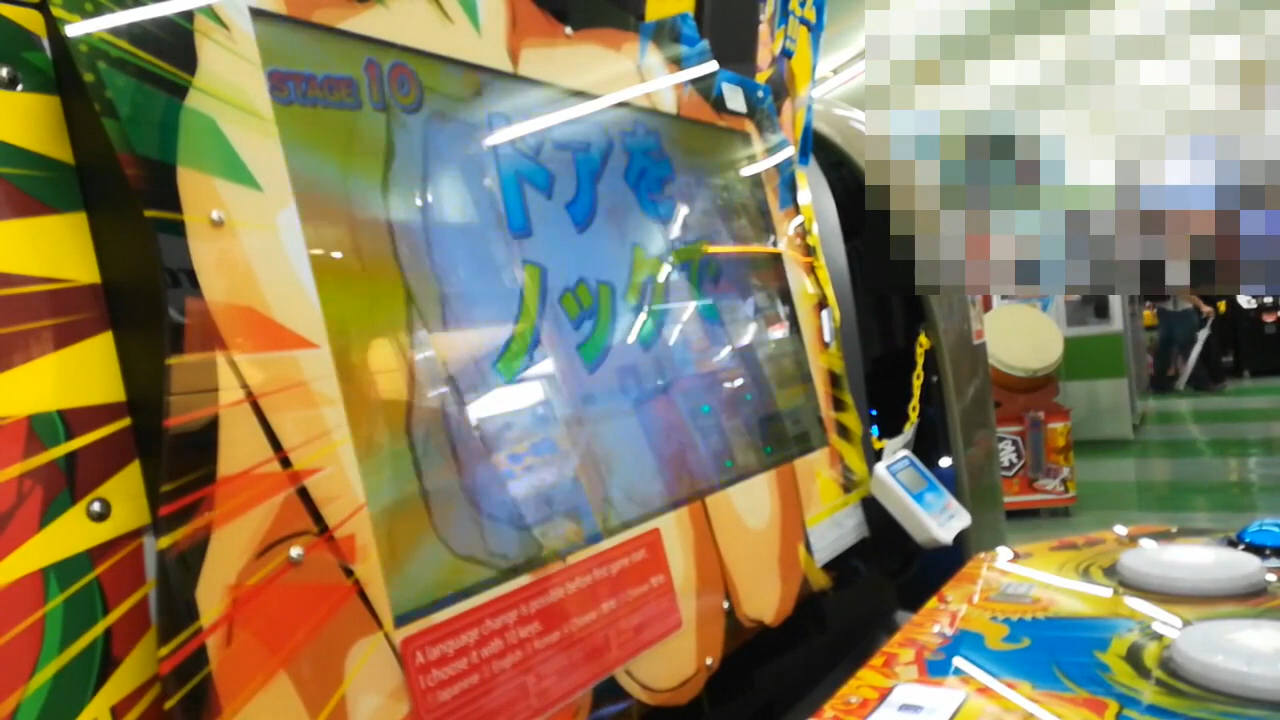 STAGE 10
ドアを
ノックで
A language change is possible before the game start.
I choose it with 10 keys.